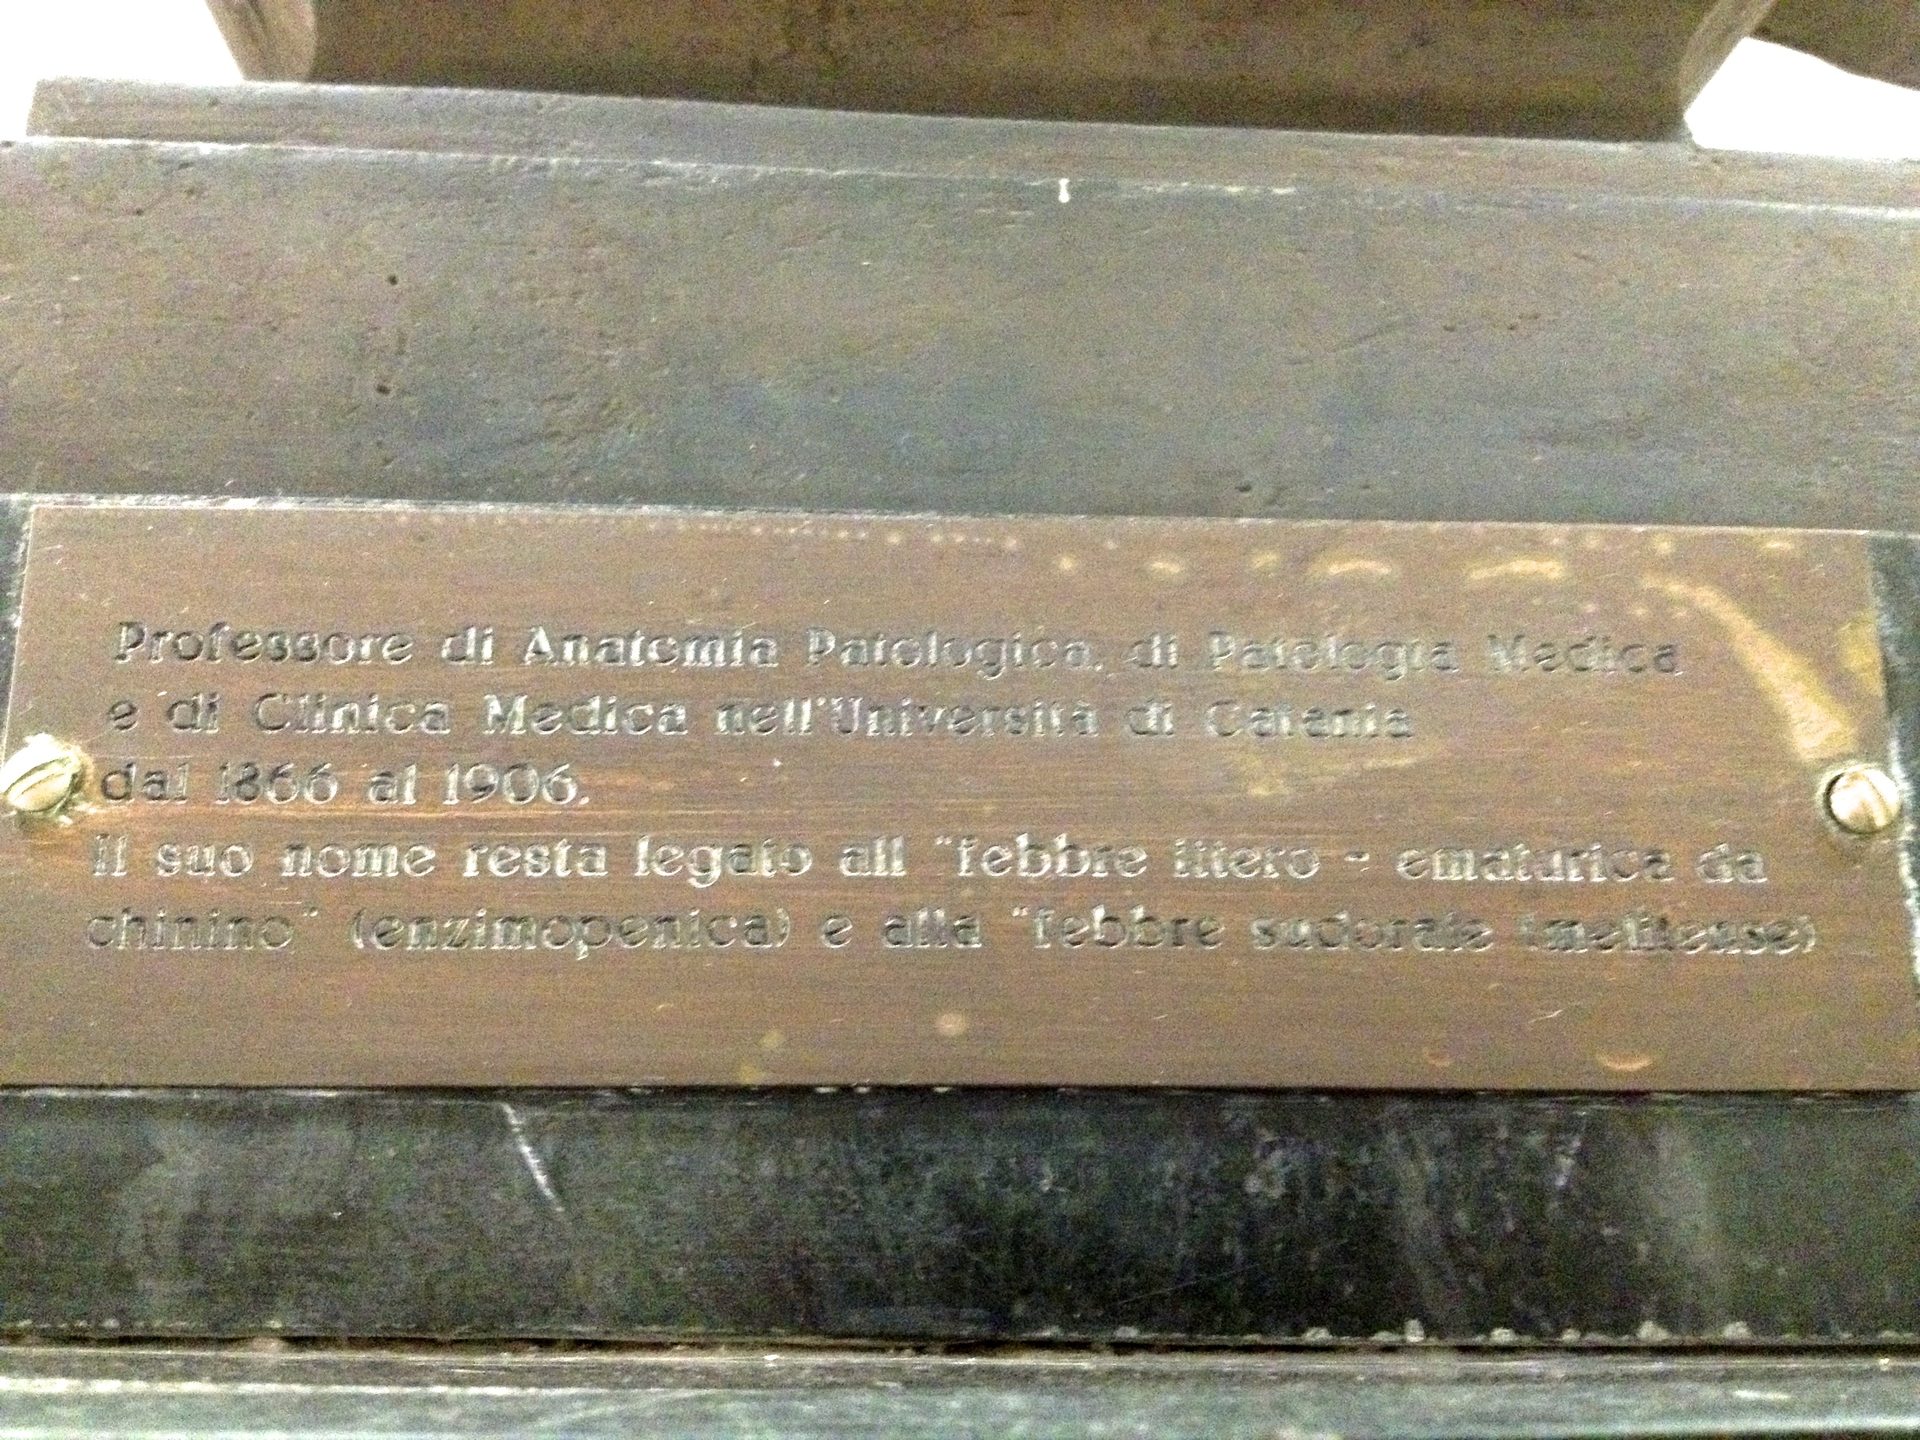 Professore di Anatomia Patologica, di Patologia Medica
e di Clinica Medica nell'Università di Catania
dal 1866 al 1906.
Il suo nome resta legato all "febbre ittero - ematurica da
chinino" (enzimopenica) e alla "febbre sudorale (melitense)